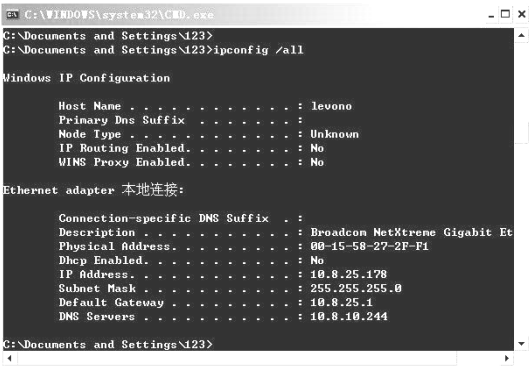 C:\WINDOWS\system32\CMD.exe
C:\Documents and Settings\123>
C:\Documents and Settings\123>ipconfig /all
Windows IP Configuration
Host Name . . . . . . . . . . . . : levono
Primary Dns Suffix . . . . . . . :
Node Type . . . . . . . . . . . . : Unknown
IP Routing Enabled. . . . . . . . : No
WINS Proxy Enabled. . . . . . . . : No
Ethernet adapter 本地连接:
Connection-specific DNS Suffix . :
Description . . . . . . . . . . . : Broadcom NetXtreme Gigabit Et
Physical Address. . . . . . . . . : 00-15-58-27-2F-F1
Dhcp Enabled. . . . . . . . . . . : No
IP Address. . . . . . . . . . . . : 10.8.25.178
Subnet Mask . . . . . . . . . . . : 255.255.255.0
Default Gateway . . . . . . . . . : 10.8.25.1
DNS Servers . . . . . . . . . . . : 10.8.10.244
C:\Documents and Settings\123>